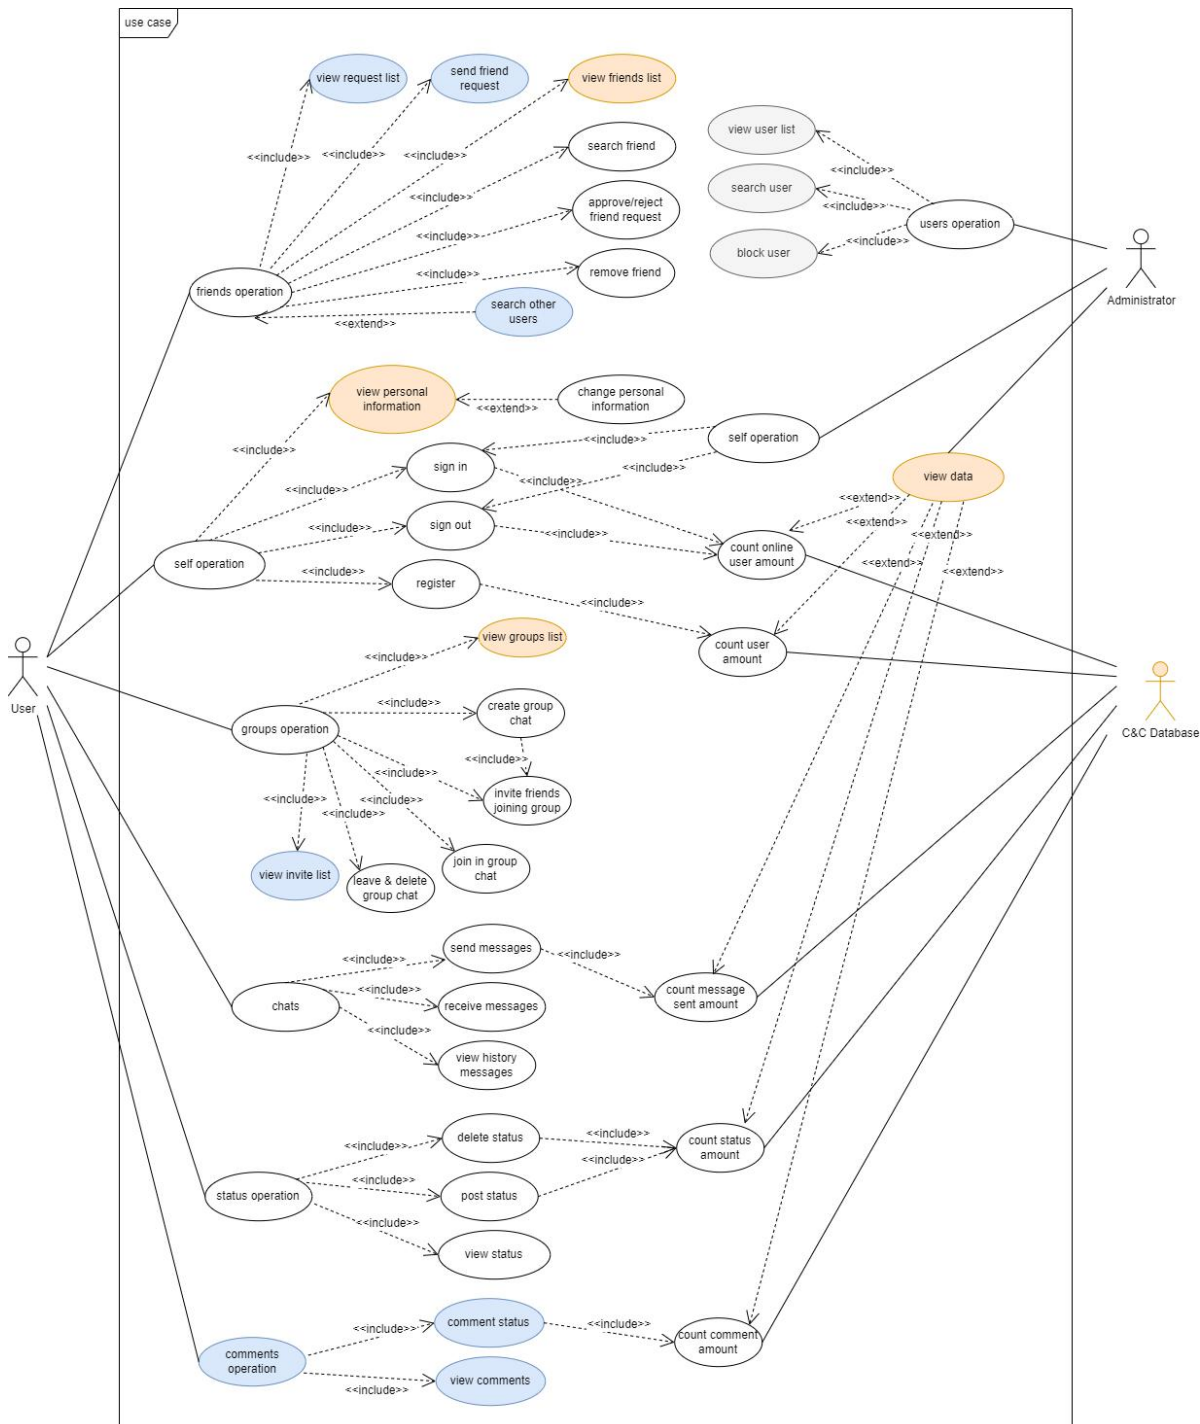 use case
view request list
send friend
request
view friends list
<<include>>
<<include>>
<<include>>
search friend
<<include>>
approve/reject
friend request
<<include>>
<<include>>
remove friend
friends operation
search other
users
<<extend>>
view user list
<<include>>
search user
<<include>>
users operation
block user
<<include>>
Administrator
view personal
information
<<extend>>
change personal
information
<<include>>
self operation
<<include>>
sign in
<<include>>
<<include>>
<<include>>
sign out
<<include>>
<<include>>
self operation
<<include>>
register
<<include>>
view data
<<extend>>
<<extend>>
<<extend>>
<<extend>>
count online
user amount
count user
amount
User
C&C Database
view groups list
<<include>>
groups operation
<<include>>
create group
chat
<<include>>
<<include>>
invite friends
joining group
<<include>>
<<include>>
<<include>>
view invite list
leave & delete
group chat
join in group
chat
send messages
<<include>>
<<include>>
count message
sent amount
chats
<<include>>
receive messages
<<include>>
view history
messages
delete status
<<include>>
<<include>>
count status
amount
status operation
<<include>>
post status
<<include>>
<<include>>
view status
comment status
<<include>>
<<include>>
count comment
amount
comments
operation
<<include>>
view comments